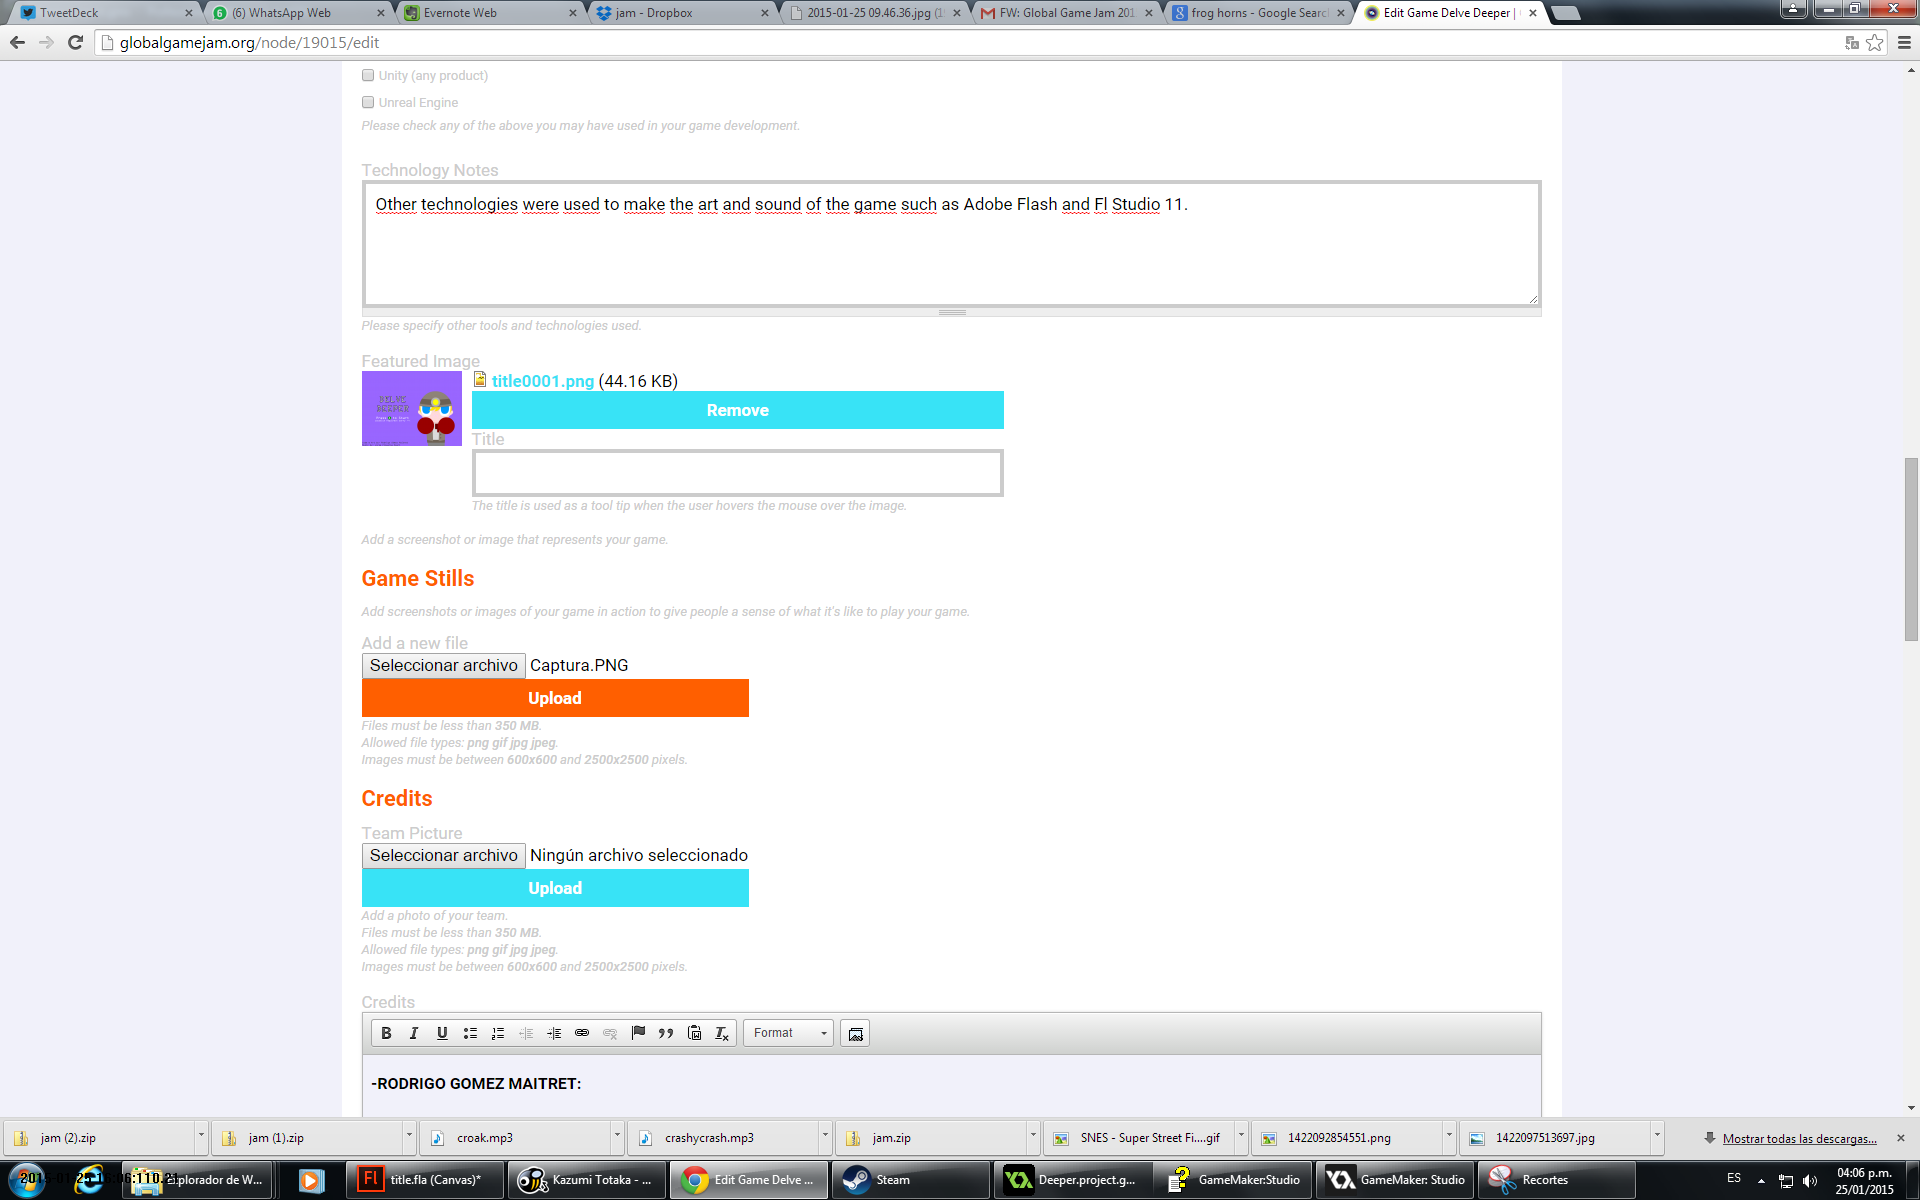 TweetDeck
(6) WhatsApp Web
Evernote Web
jam - Dropbox
2015-01-25 09.46.36.jpg
FW: Global Game Jam 201
frog horns - Google Search
Edit Game Delve Deeper |
globalgamejam.org/node/19015/edit
Unity (any product)
Unreal Engine
Please check any of the above you may have used in your game development.
Technology Notes
Other technologies were used to make the art and sound of the game such as Adobe Flash and Fl Studio 11.
Please specify other tools and technologies used.
Featured Image
title0001.png (44.16 KB)
Remove
Title
The title is used as a tool tip when the user hovers the mouse over the image.
Add a screenshot or image that represents your game.
Game Stills
Add screenshots or images of your game in action to give people a sense of what it's like to play your game.
Add a new file
Seleccionar archivo Captura.PNG
Upload
Files must be less than 350 MB.
Allowed file types: png gif jpg jpeg.
Images must be between 600x600 and 2500x2500 pixels.
Credits
Team Picture
Seleccionar archivo Ningún archivo seleccionado
Upload
Add a photo of your team.
Files must be less than 350 MB.
Allowed file types: png gif jpg jpeg.
Images must be between 600x600 and 2500x2500 pixels.
Credits
B I U Format
-RODRIGO GOMEZ MAITRET:
jam (2).zip
jam (1).zip
croak.mp3
crashycrash.mp3
jam.zip
SNES - Super Street Fi....gif
1422092854551.png
1422097513697.jpg
Mostrar todas las descargas...
Explorador de W...
title.fla (Canvas)*
Kazumi Totaka - ...
Edit Game Delve ...
Steam
Deeper.project.g...
GameMaker:Studio
GameMaker: Studio
Recortes
ES
04:06 p.m.
25/01/2015